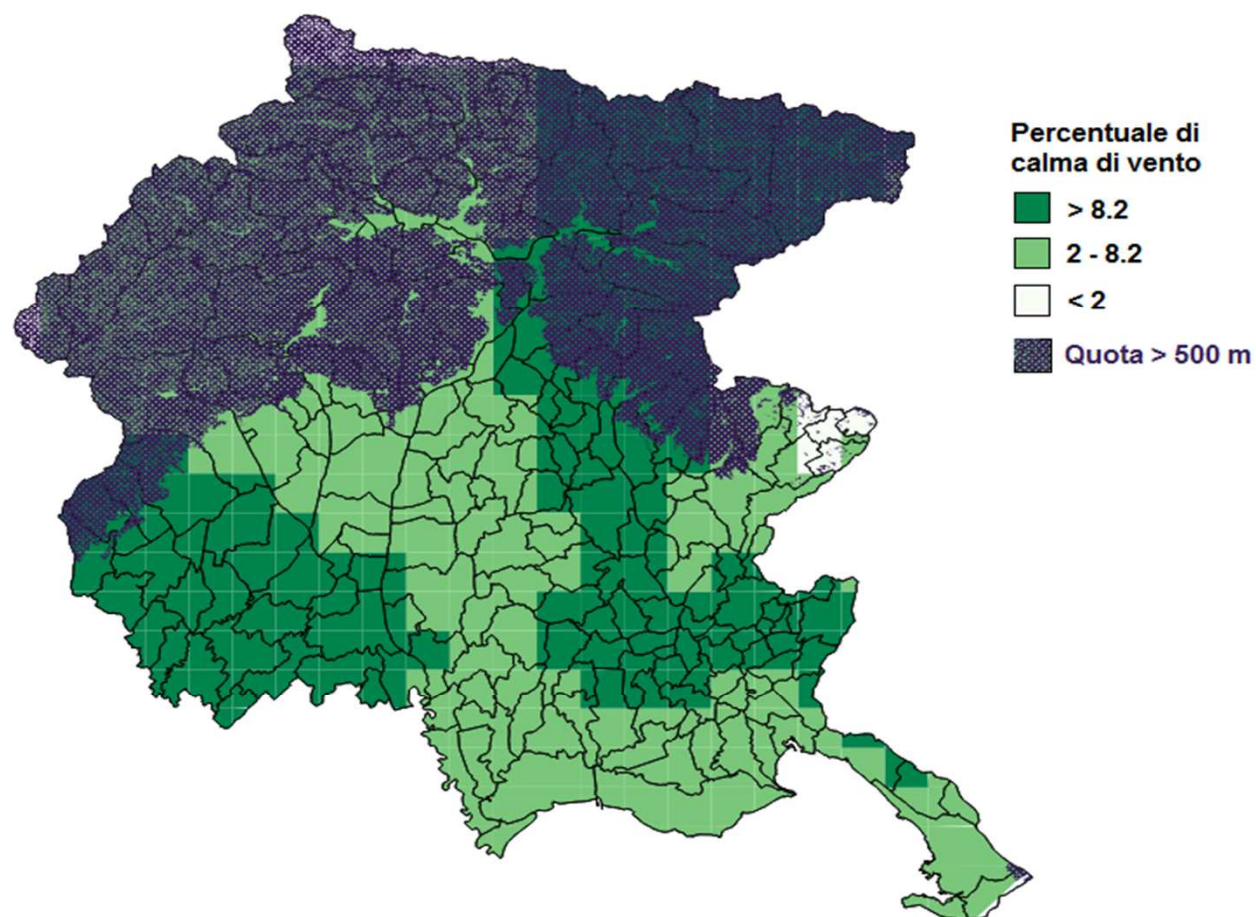 Percentuale di
calma di vento
> 8.2
2 - 8.2
< 2
Quota > 500 m